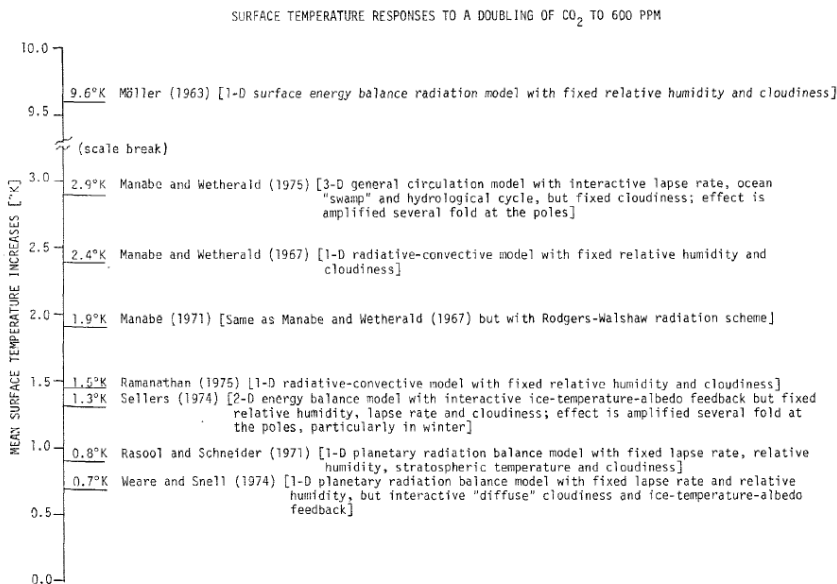 SURFACE TEMPERATURE RESPONSES TO A DOUBLING OF CO2 TO 600 PPM
MEAN SURFACE TEMPERATURE INCREASES [°K]
10.0
9.6°K Möller (1963) [1-D surface energy balance radiation model with fixed relative humidity and cloudiness]
9.5
(scale break)
3.0
2.9°K Manabe and Wetherald (1975) [3-D general circulation model with interactive lapse rate, ocean
"swamp" and hydrological cycle, but fixed cloudiness; effect is
amplified several fold at the poles]
2.5
2.4°K Manabe and Wetherald (1967) [1-D radiative-convective model with fixed relative humidity and
cloudiness]
2.0
1.9°K Manabe (1971) [Same as Manabe and Wetherald (1967) but with Rodgers-Walshaw radiation scheme]
1.5
1.5°K Ramanathan (1975) [1-D radiative-convective model with fixed relative humidity and cloudiness]
1.3°K Sellers (1974) [2-D energy balance model with interactive ice-temperature-albedo feedback but fixed
relative humidity, lapse rate and cloudiness; effect is amplified several fold at
the poles, particularly in winter]
1.0
0.8°K Rasool and Schneider (1971) [1-D planetary radiation balance model with fixed lapse rate, relative
humidity, stratospheric temperature and cloudiness]
0.7°K Weare and Snell (1974) [1-D planetary radiation balance model with fixed lapse rate and relative
humidity, but interactive "diffuse" cloudiness and ice-temperature-albedo
feedback]
0.5
0.0